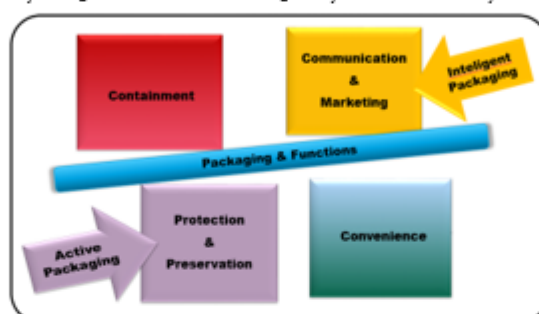 Containment
Communication
&
Marketing
Inteligent
Packaging
Packaging & Functions
Active
Packaging
Protection
&
Preservation
Convenience